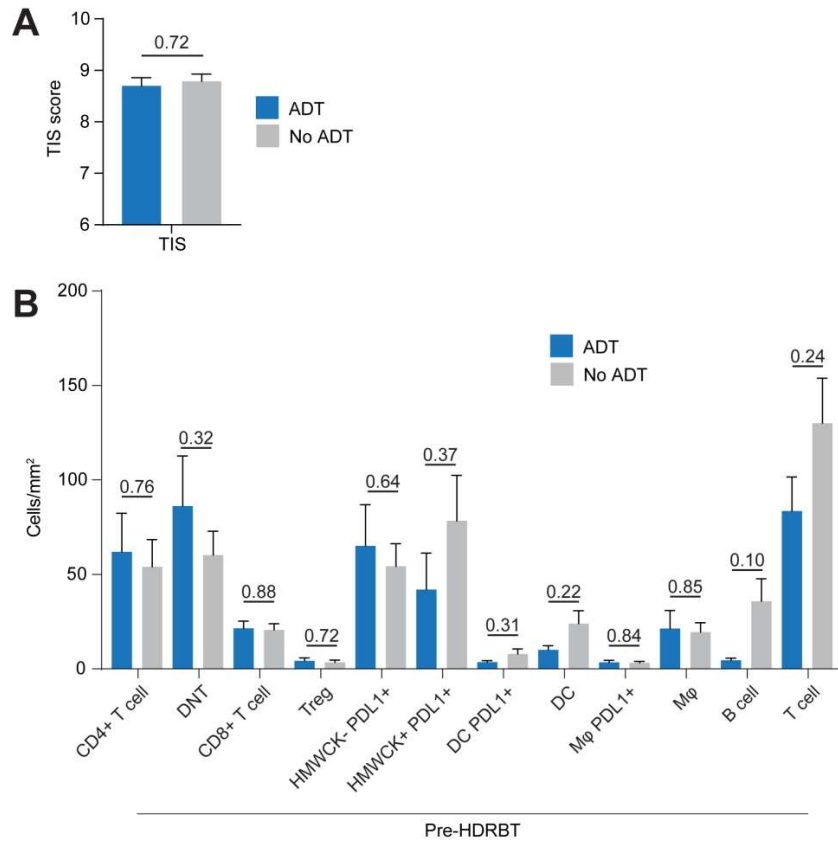 A
10
9
8
7
6
TIS score
0.72
TIS
ADT
No ADT
B
200
150
100
50
0
Cells/mm²
ADT
No ADT
0.76
0.32
0.88
0.72
0.64
0.37
0.31
0.22
0.84
0.85
0.10
0.24
CD4+ T cell
DNT
CD8+ T cell
Treg
HMWCK- PDL1+
HMWCK+ PDL1+
DC PDL1+
DC
Mφ PDL1+
Mφ
B cell
T cell
Pre-HDRBT